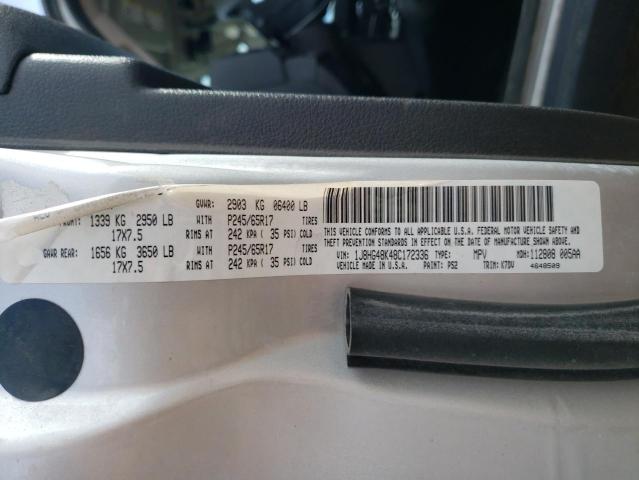 GVWR: 2903 KG 06400 LB
FRONT: 1339 KG 2950 LB WITH P245/65R17 TIRES
17X7.5 RIMS AT 242 KPA ( 35 PSI) COLD
GAWR REAR: 1656 KG 3650 LB WITH P245/65R17 TIRES
17X7.5 RIMS AT 242 KPA ( 35 PSI) COLD
THIS VEHICLE CONFORMS TO ALL APPLICABLE U.S.A. FEDERAL MOTOR VEHICLE SAFETY AND
THEFT PREVENTION STANDARDS IN EFFECT ON THE DATE OF MANUFACTURE SHOWN ABOVE.
VIN: 1J8HG48K48C172336 TYPE: MPV MDH:112808 005AA
MADE IN U.S.A. PAINT: PS2 TRIM: K7DV 4648509